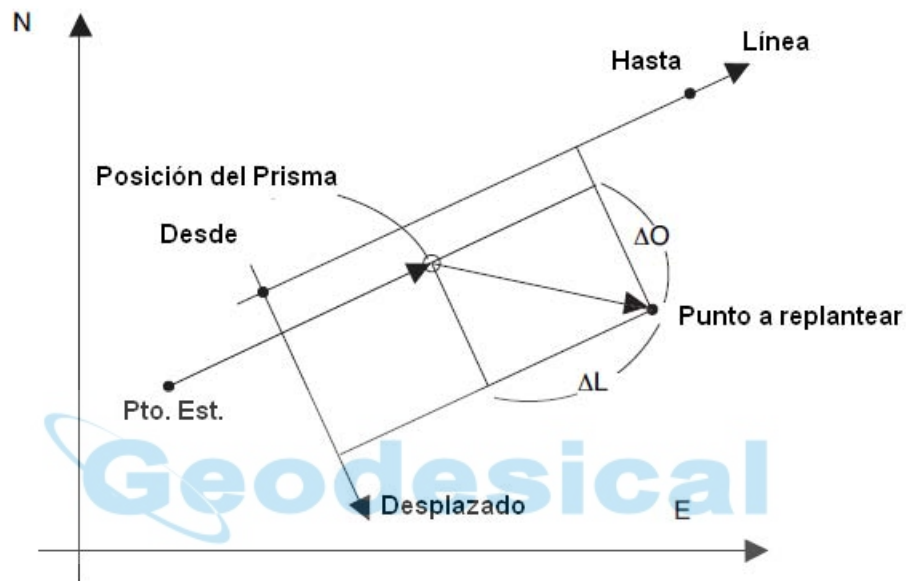 N
Línea
Hasta
Posición del Prisma
Desde
ΔO
Punto a replantear
ΔL
Pto. Est.
Geodesical
Desplazado
E